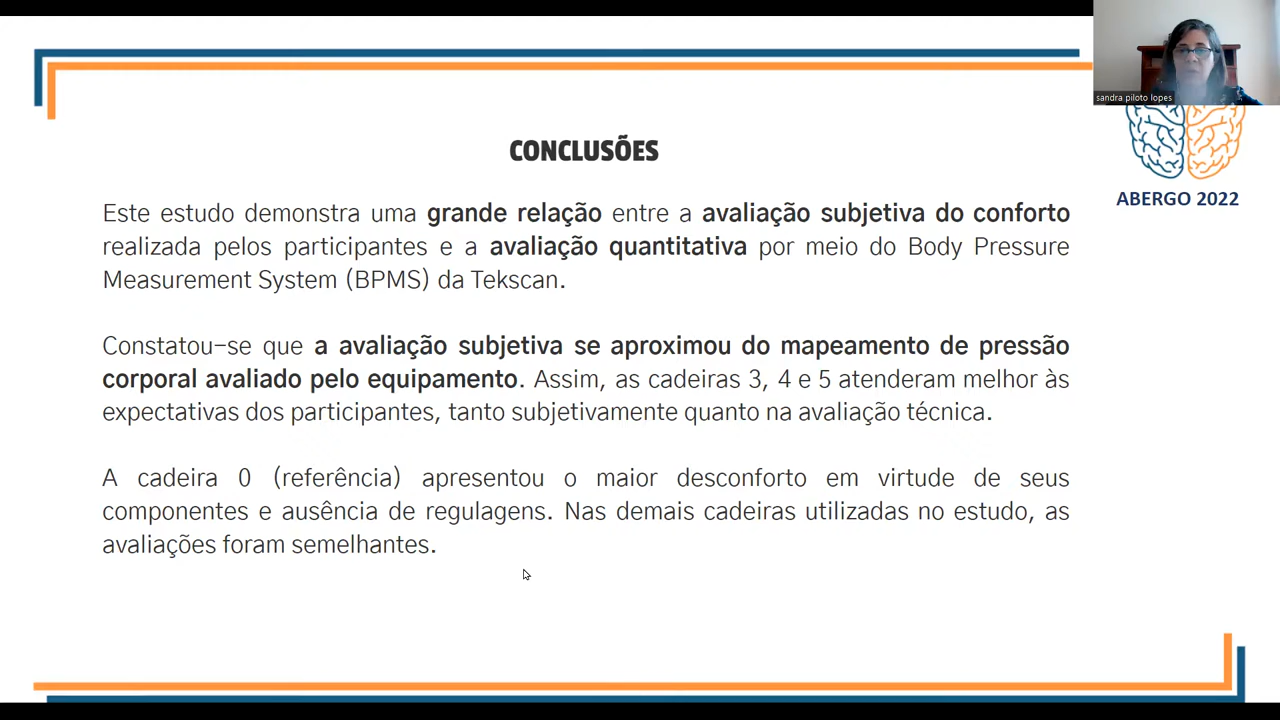 sandra piloto lopes
ABERGO 2022
CONCLUSÕES
Este estudo demonstra uma grande relação entre a avaliação subjetiva do conforto
realizada pelos participantes e a avaliação quantitativa por meio do Body Pressure
Measurement System (BPMS) da Tekscan.
Constatou-se que a avaliação subjetiva se aproximou do mapeamento de pressão
corporal avaliado pelo equipamento. Assim, as cadeiras 3, 4 e 5 atenderam melhor às
expectativas dos participantes, tanto subjetivamente quanto na avaliação técnica.
A cadeira 0 (referência) apresentou o maior desconforto em virtude de seus
componentes e ausência de regulagens. Nas demais cadeiras utilizadas no estudo, as
avaliações foram semelhantes.